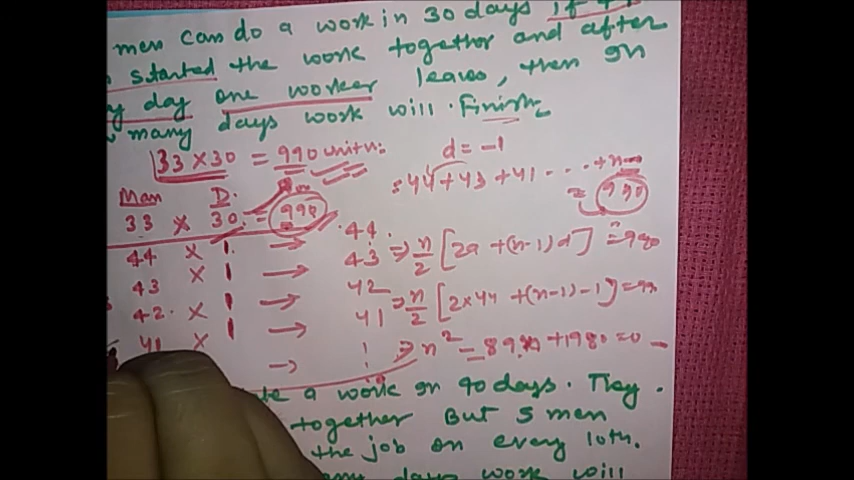 men can do a work in 30 days if 44
started the work together and after
day one worker leaves, then in
many days work will Finish.
33 x 30 = 990 units.
d = -1
= 44 + 43 + 41 . . . . + n
= 990
Man D.
33 x 30 = 990
44 x 1 → 44
43 x 1 → 43
42 x 1 → 42
41 x → 41
⇒ n/2 [2a + (n-1) d] = 990
⇒ n/2 [2x44 + (n-1) -1] = 99
⇒ n² - 89n + 1980 = 0
a work in 90 days. They
together But 5 men
the job on every 10th.
days work will